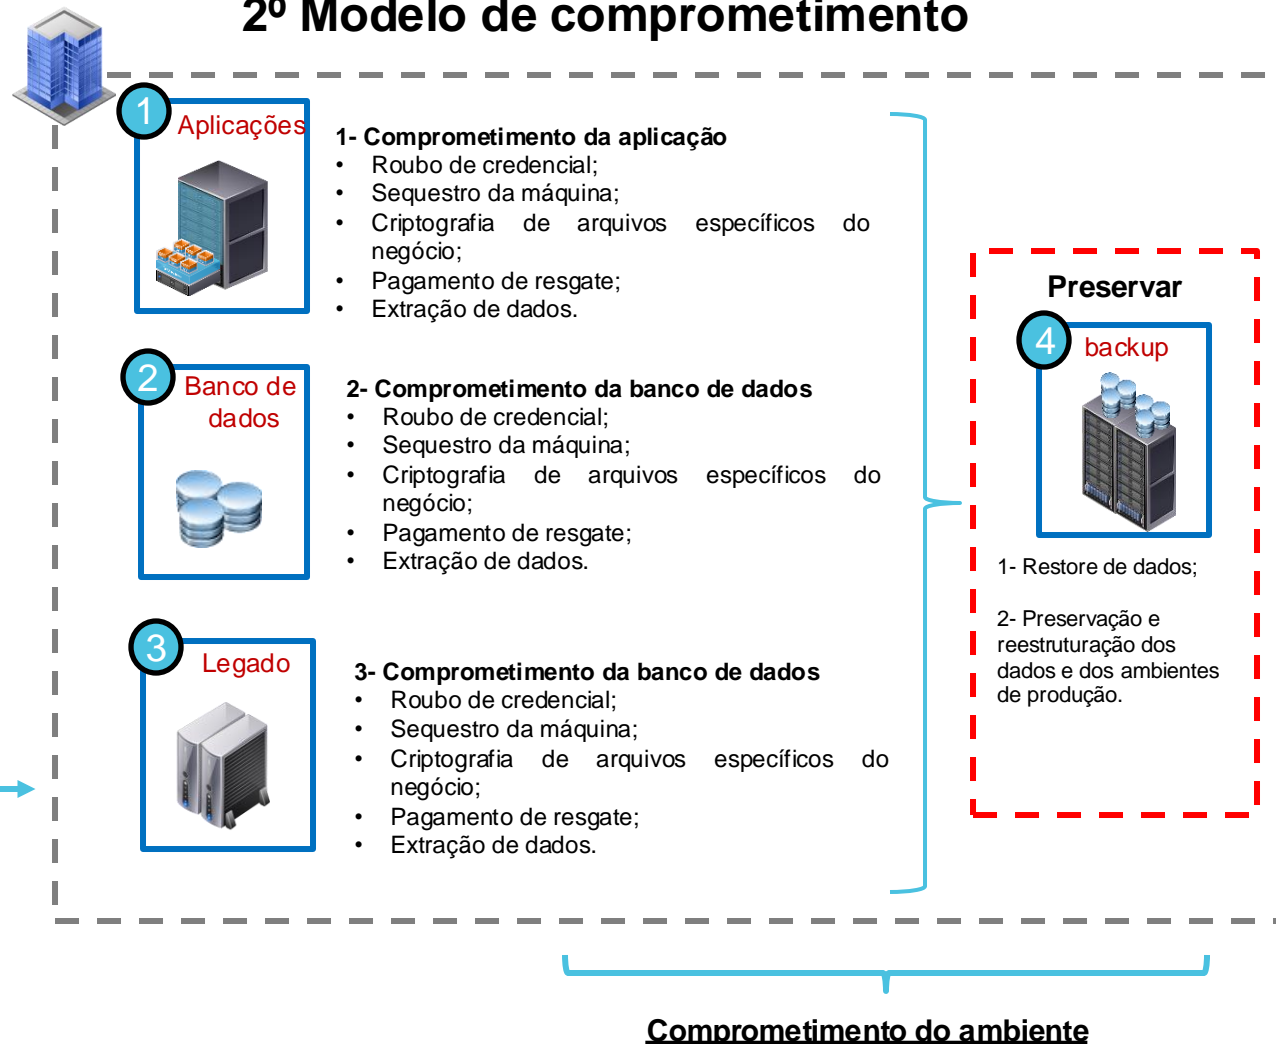 2º Modelo de comprometimento
1
Aplicações
1- Comprometimento da aplicação
• Roubo de credencial;
• Sequestro da máquina;
• Criptografia de arquivos específicos do
negócio;
• Pagamento de resgate;
• Extração de dados.
2
Banco de
dados
2- Comprometimento da banco de dados
• Roubo de credencial;
• Sequestro da máquina;
• Criptografia de arquivos específicos do
negócio;
• Pagamento de resgate;
• Extração de dados.
3
Legado
3- Comprometimento da banco de dados
• Roubo de credencial;
• Sequestro da máquina;
• Criptografia de arquivos específicos do
negócio;
• Pagamento de resgate;
• Extração de dados.
Preservar
4
backup
1- Restore de dados;
2- Preservação e
reestruturação dos
dados e dos ambientes
de produção.
Comprometimento do ambiente